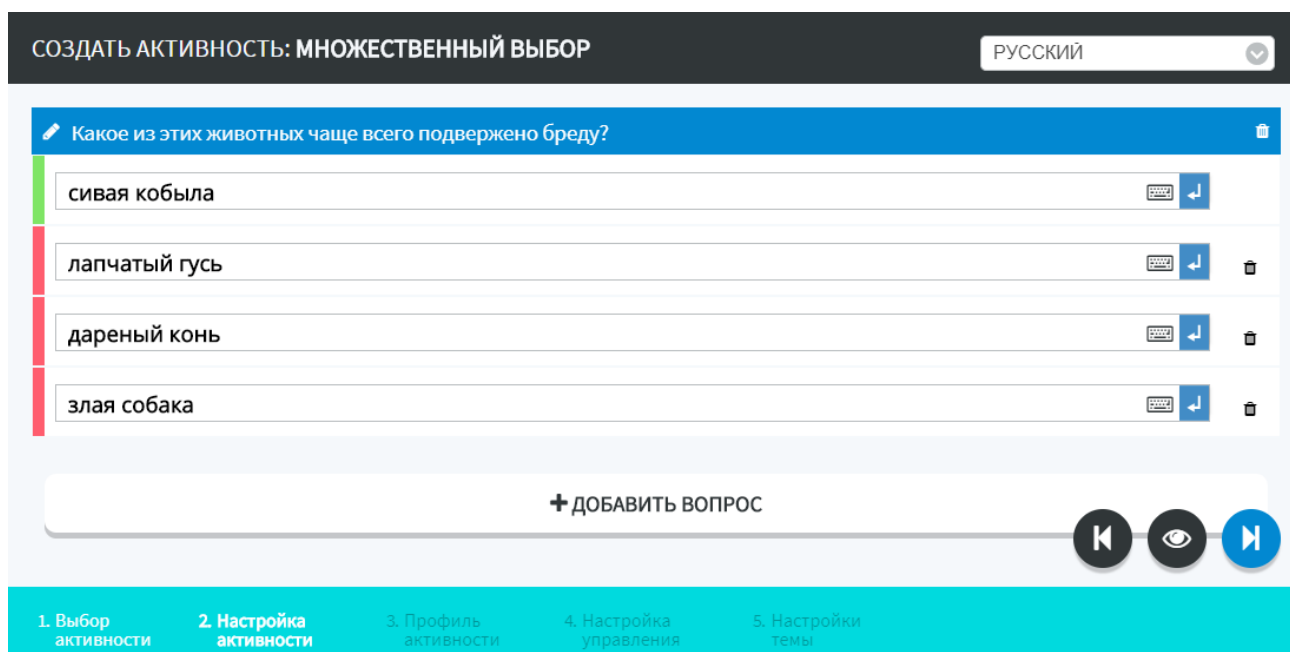 СОЗДАТЬ АКТИВНОСТЬ: МНОЖЕСТВЕННЫЙ ВЫБОР
РУССКИЙ
Какое из этих животных чаще всего подвержено бреду?
сивая кобыла
лапчатый гусь
дареный конь
злая собака
+ ДОБАВИТЬ ВОПРОС
1. Выбор
активности
2. Настройка
активности
3. Профиль
активности
4. Настройка
управления
5. Настройки
темы